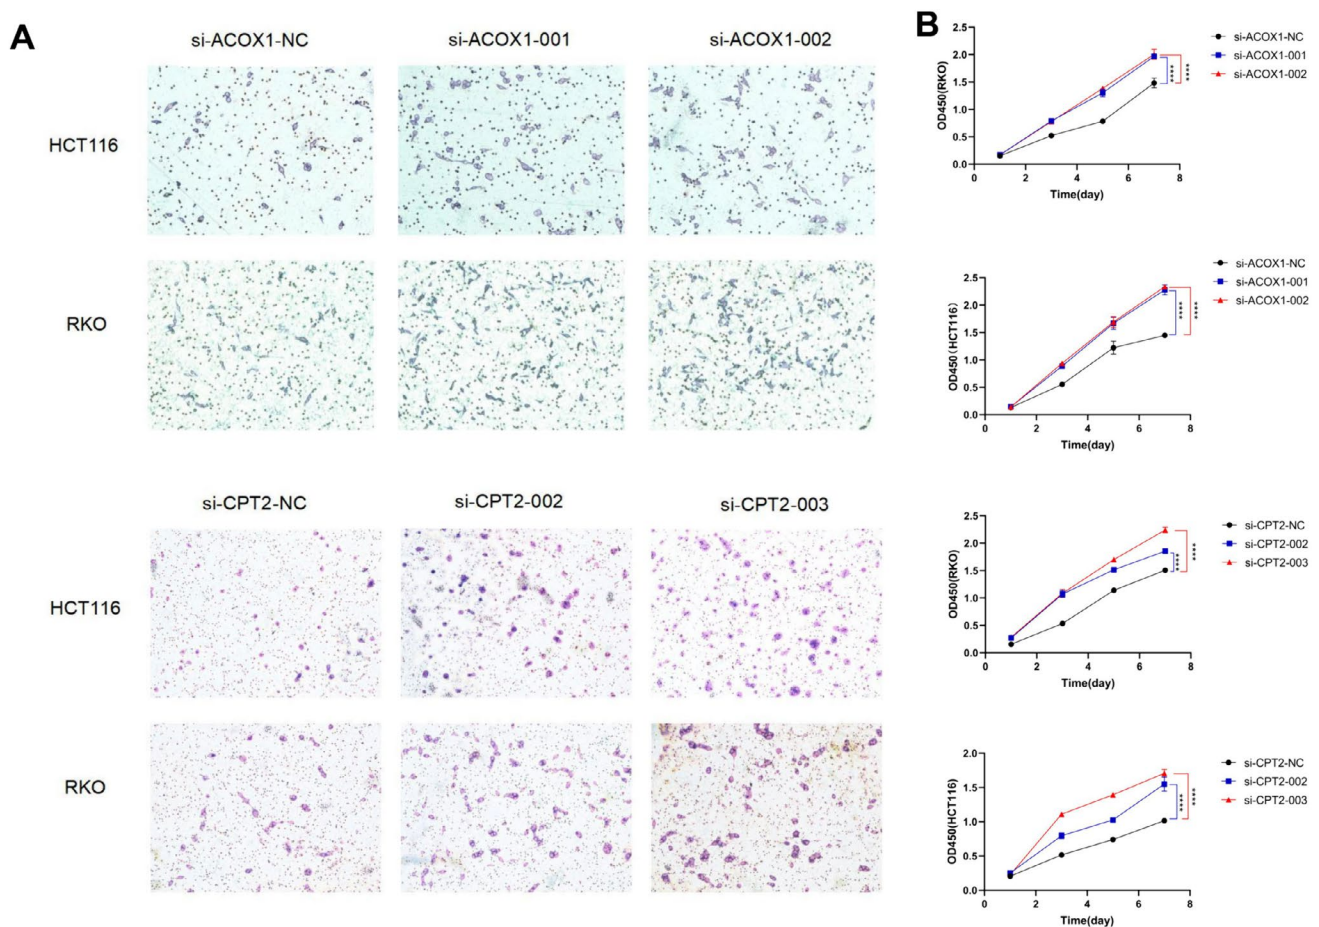 A
si-ACOX1-NC si-ACOX1-001 si-ACOX1-002
HCT116
RKO
si-CPT2-NC si-CPT2-002 si-CPT2-003
HCT116
RKO
B
2.5
2.0
1.5
1.0
0.5
0.0
OD450(RKO)
0 2 4 6 8
Time(day)
si-ACOX1-NC
si-ACOX1-001
si-ACOX1-002
**** ****
2.5
2.0
1.5
1.0
0.5
0.0
OD450(HCT116)
0 2 4 6 8
Time(day)
si-ACOX1-NC
si-ACOX1-001
si-ACOX1-002
**** ****
2.5
2.0
1.5
1.0
0.5
0.0
OD450(RKO)
0 2 4 6 8
Time(day)
si-CPT2-NC
si-CPT2-002
si-CPT2-003
**** ****
2.0
1.5
1.0
0.5
0.0
OD450(HCT116)
0 2 4 6 8
Time(day)
si-CPT2-NC
si-CPT2-002
si-CPT2-003
**** ****